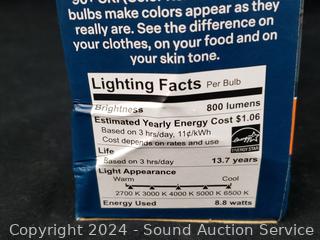 bulbs make colors appear as they
really are. See the difference on
your clothes, on your food and on
your skin tone.
Lighting Facts Per Bulb
Brightness 800 lumens
Estimated Yearly Energy Cost $1.06
Based on 3 hrs/day, 11¢/kWh
Cost depends on rates and use
ENERGY STAR
Life
Based on 3 hrs/day 13.7 years
Light Appearance
Warm Cool
2700 K 3000 K 4000 K 5000 K 6500 K
Energy Used 8.8 watts
Copyright 2024 - Sound Auction Service